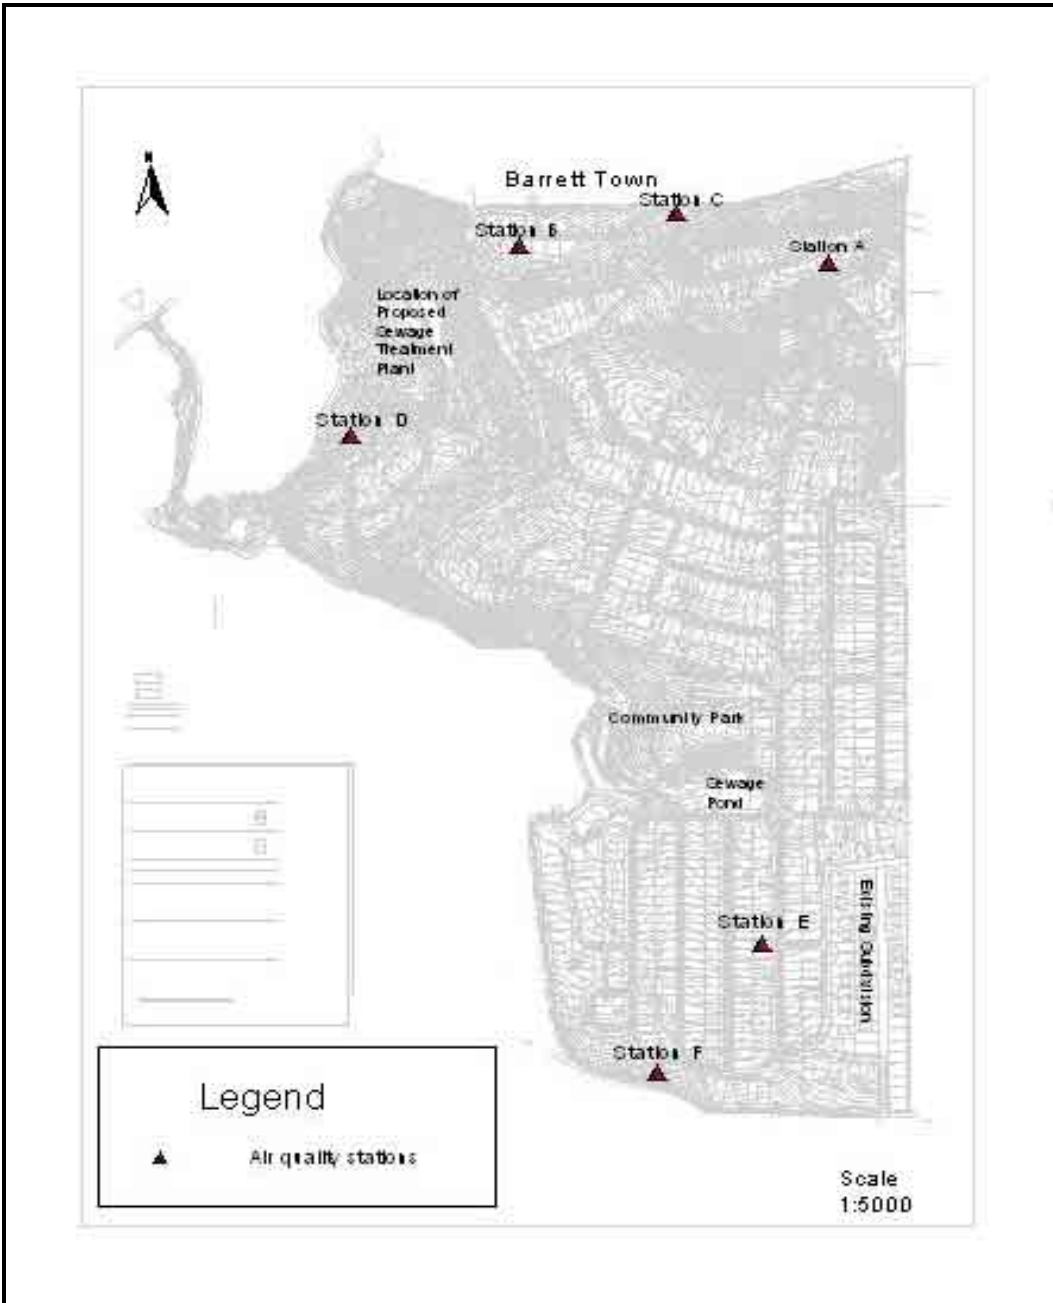 N
Barrett Town
Station C
Station B
Station A
Location of
Proposed
Sewage
Treatment
Plant
Station D
Community Park
Sewage
Pond
Station E
Existing Subdivision
Station F
Legend
Air quality stations
Scale
1:5000